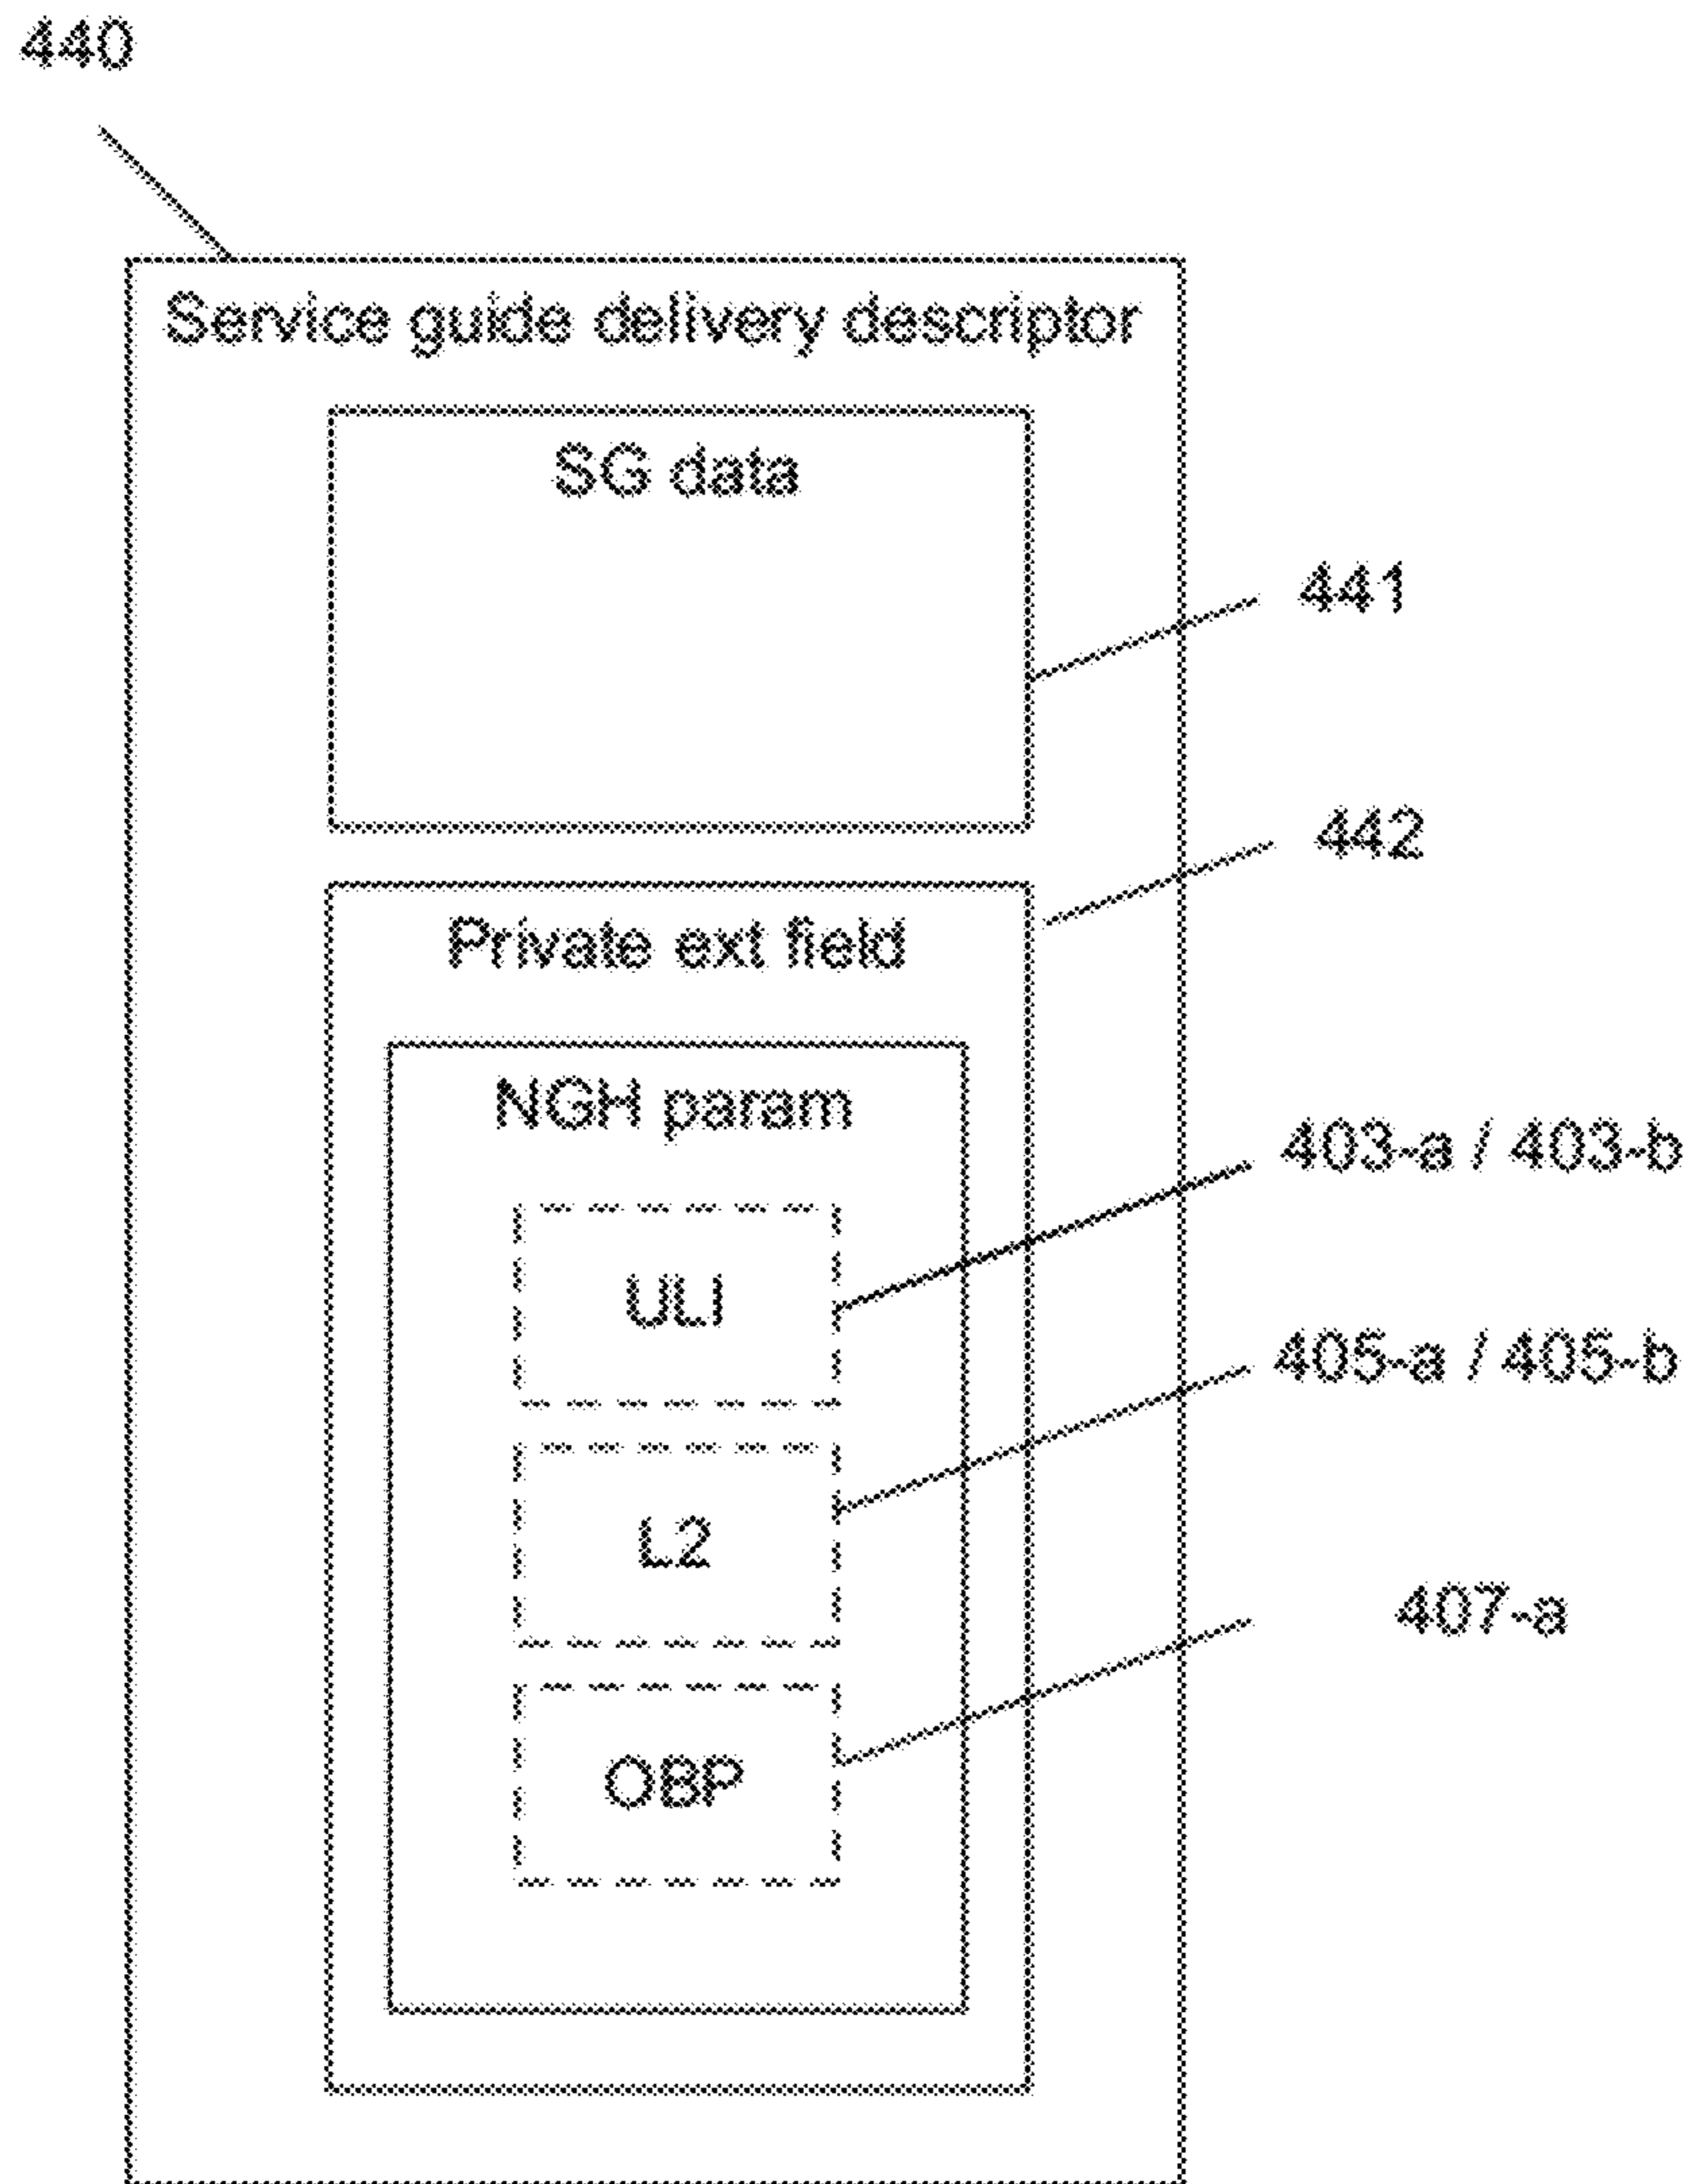 440
Service guide delivery descriptor
SG data
441
442
Private ext field
NGH param
403-a / 403-b
ULI
405-a / 405-b
L2
407-a
OBP